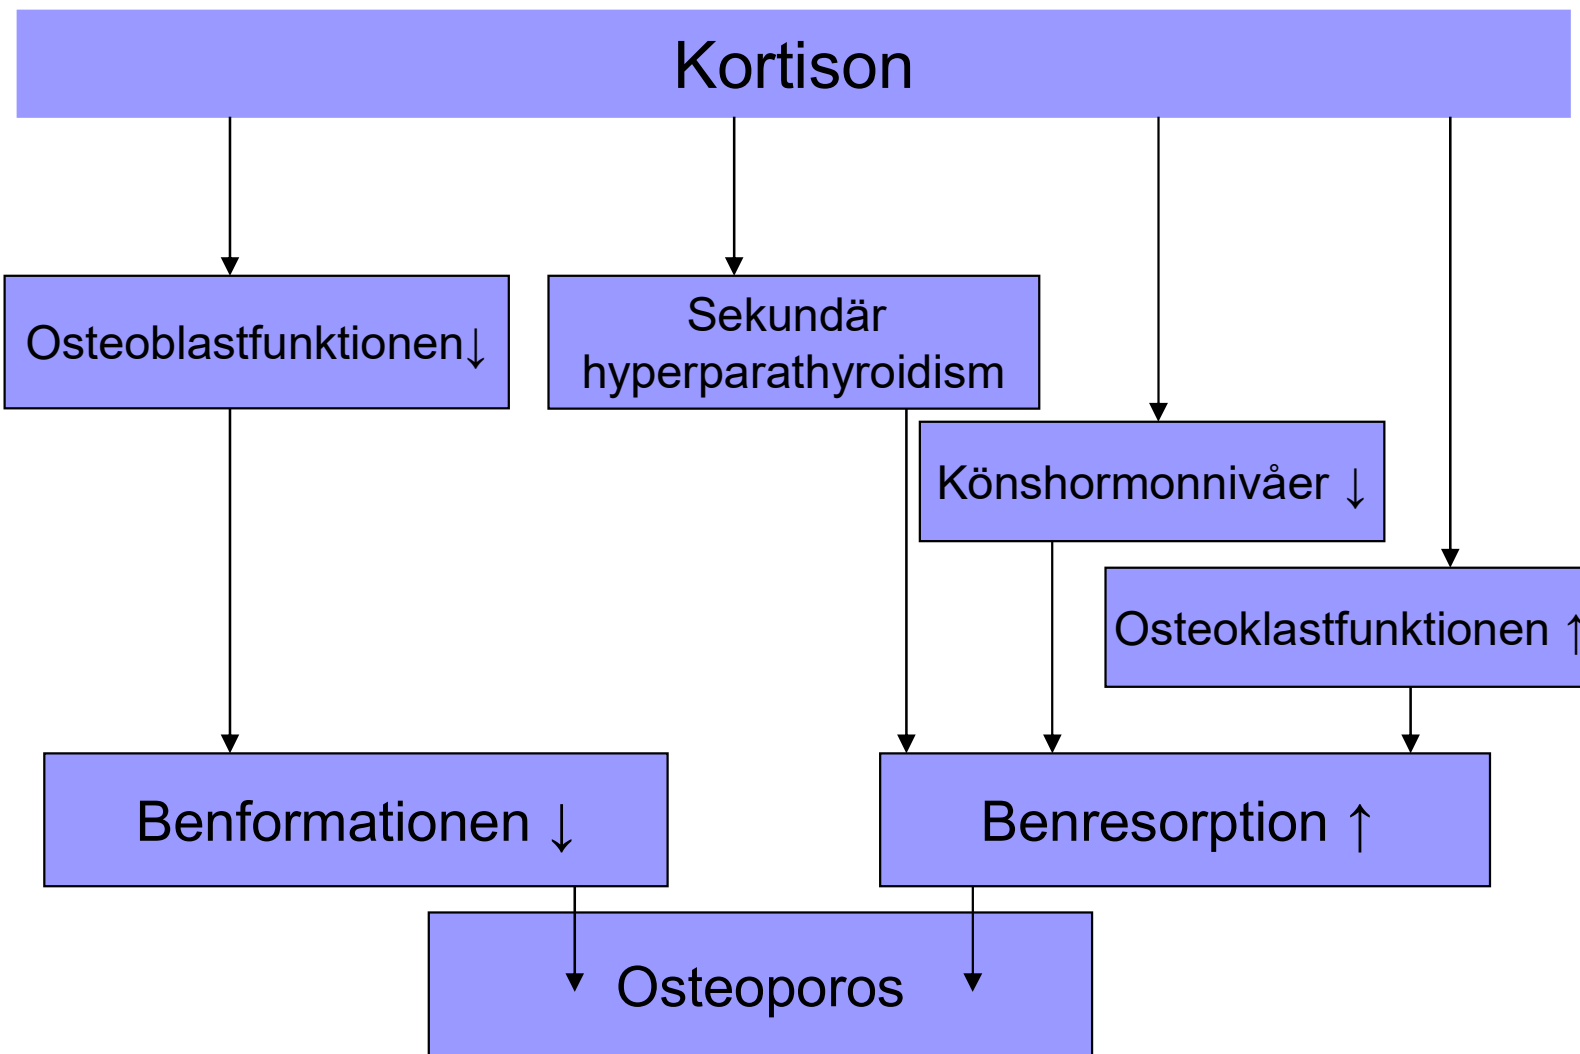 Kortison
Osteoblastfunktionen↓
Sekundär
hyperparathyroidism
Könshormonnivåer ↓
Osteoklastfunktionen ↑
Benformationen ↓
Benresorption ↑
Osteoporos